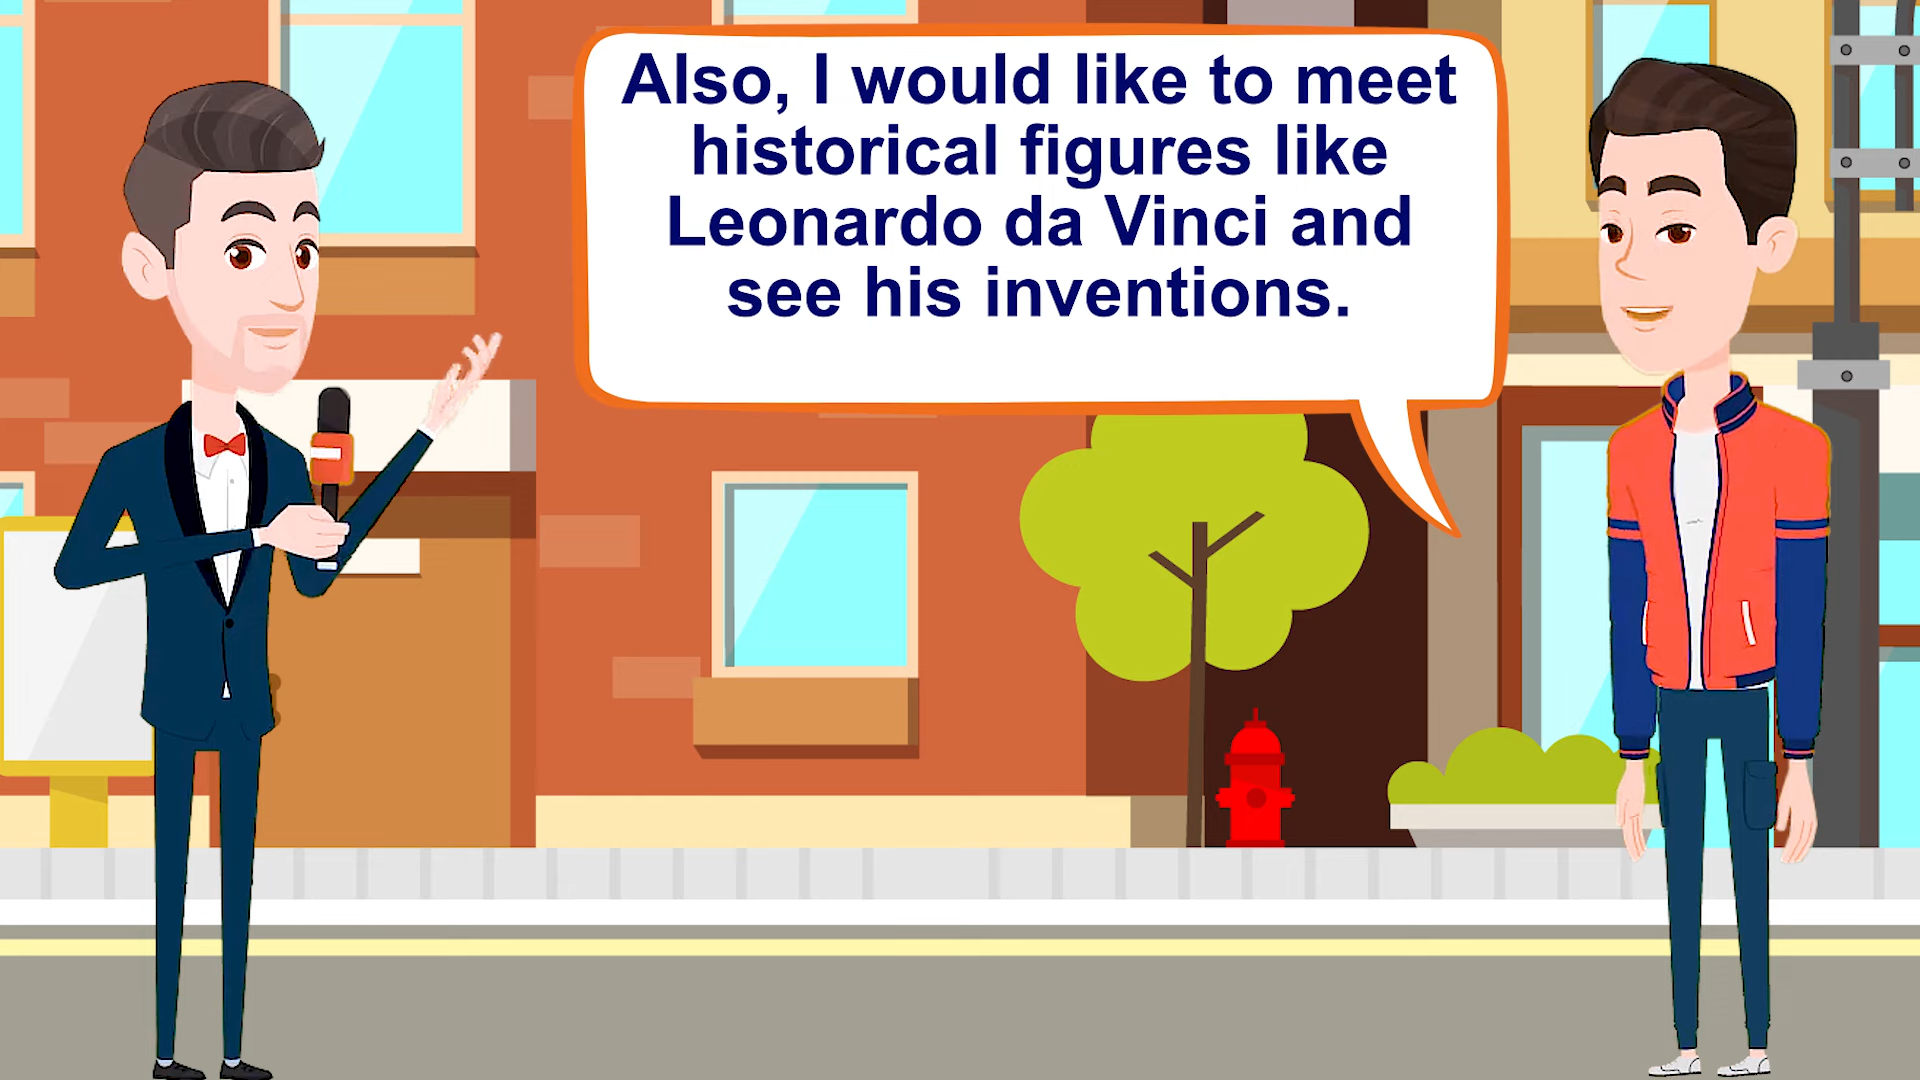 Also, I would like to meet
historical figures like
Leonardo da Vinci and
see his inventions.